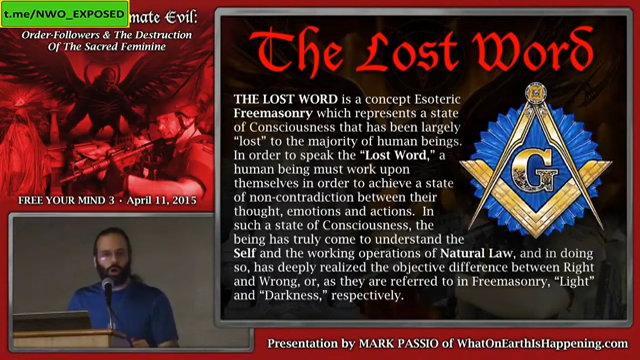 t.me/NWO_EXPOSED
mate Evil:
Order-Followers & The Destruction
Of The Sacred Feminine
FREE YOUR MIND 3 · April 11, 2015
The Lost Word
THE LOST WORD is a concept Esoteric
Freemasonry which represents a state
of Consciousness that has been largely
“lost” to the majority of human beings.
In order to speak the “Lost Word,” a
human being must work upon
themselves in order to achieve a state
of non-contradiction between their
thought, emotions and actions.  In
such a state of Consciousness, the
being has truly come to understand the
Self and the working operations of Natural Law, and in doing
so, has deeply realized the objective difference between Right
and Wrong, or, as they are referred to in Freemasonry, “Light”
and “Darkness,” respectively.
G
Presentation by MARK PASSIO of WhatOnEarthIsHappening.com